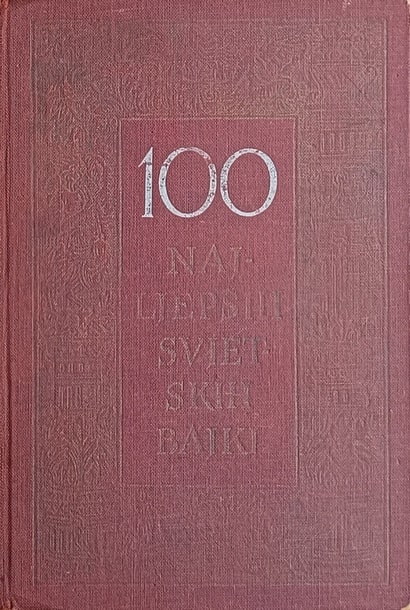 100
NAJ-
LJEPŠIH
SVJET-
SKIH
BAJKI